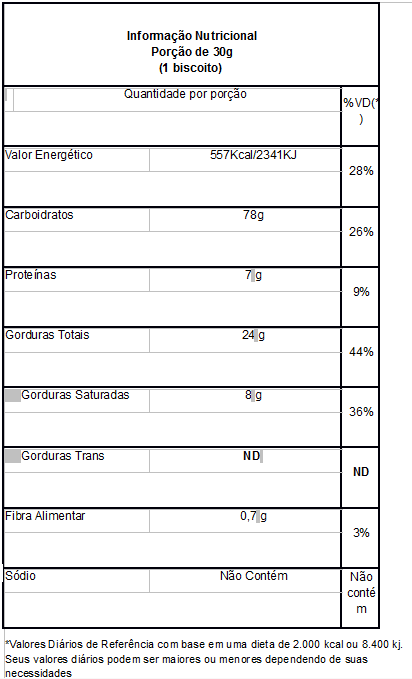 Informação Nutricional
Porção de 30g
(1 biscoito)
Quantidade por porção
%VD(*
)
Valor Energético 557Kcal/2341KJ
28%
Carboidratos 78g
26%
Proteínas 7 g
9%
Gorduras Totais 24 g
44%
Gorduras Saturadas 8 g
36%
Gorduras Trans ND
ND
Fibra Alimentar 0,7 g
3%
Sódio Não Contém
Não
conté
m
*Valores Diários de Referência com base em uma dieta de 2.000 kcal ou 8.400 kj.
Seus valores diários podem ser maiores ou menores dependendo de suas
necessidades